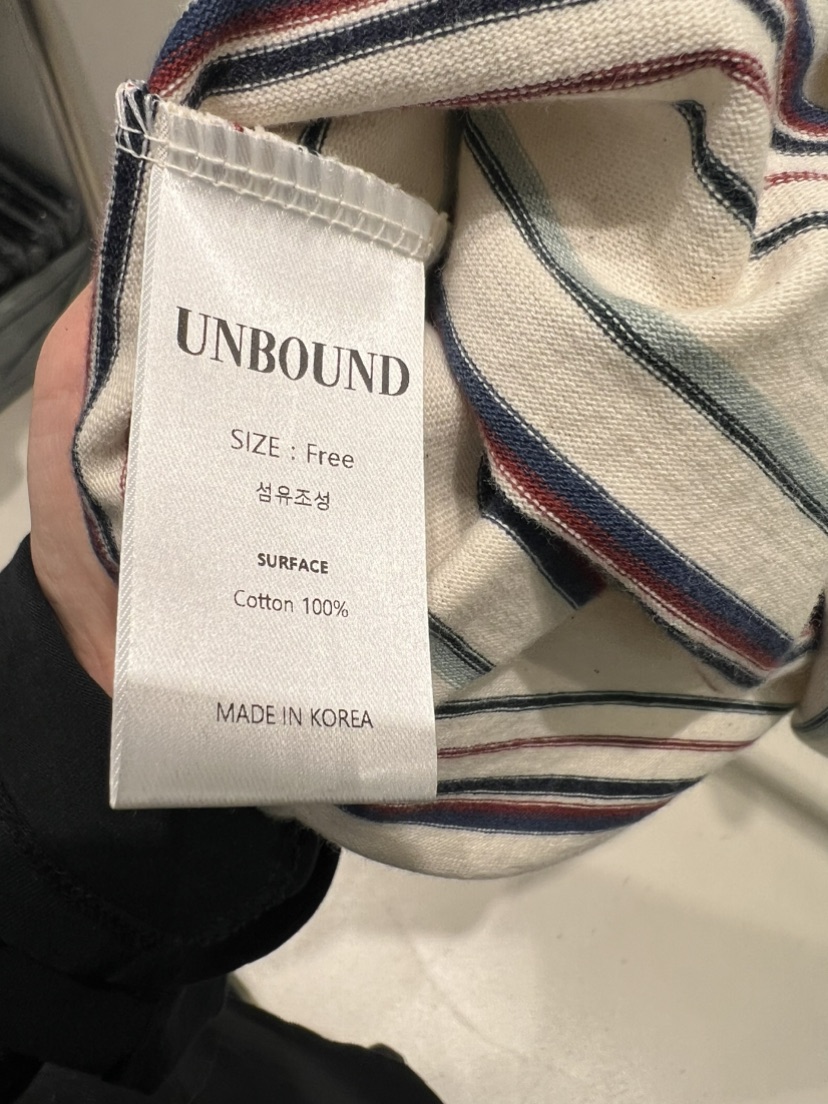 UNBOUND
SIZE : Free
섬유조성
SURFACE
Cotton 100%
MADE IN KOREA